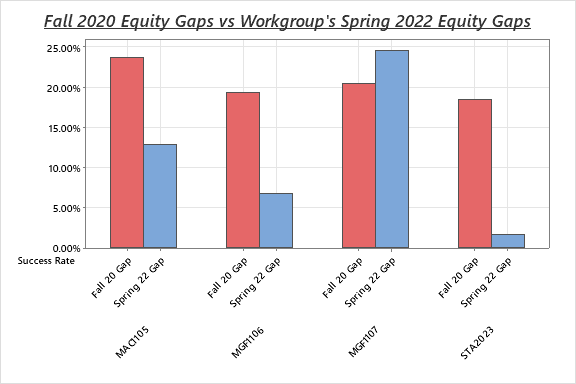 Fall 2020 Equity Gaps vs Workgroup's Spring 2022 Equity Gaps
25.00%
20.00%
15.00%
10.00%
5.00%
0.00%
Success Rate
Fall 20 Gap
Spring 22 Gap
Fall 20 Gap
Spring 22 Gap
Fall 20 Gap
Spring 22 Gap
Fall 20 Gap
Spring 22 Gap
MAC1105
MGF1106
MGF1107
STA2023